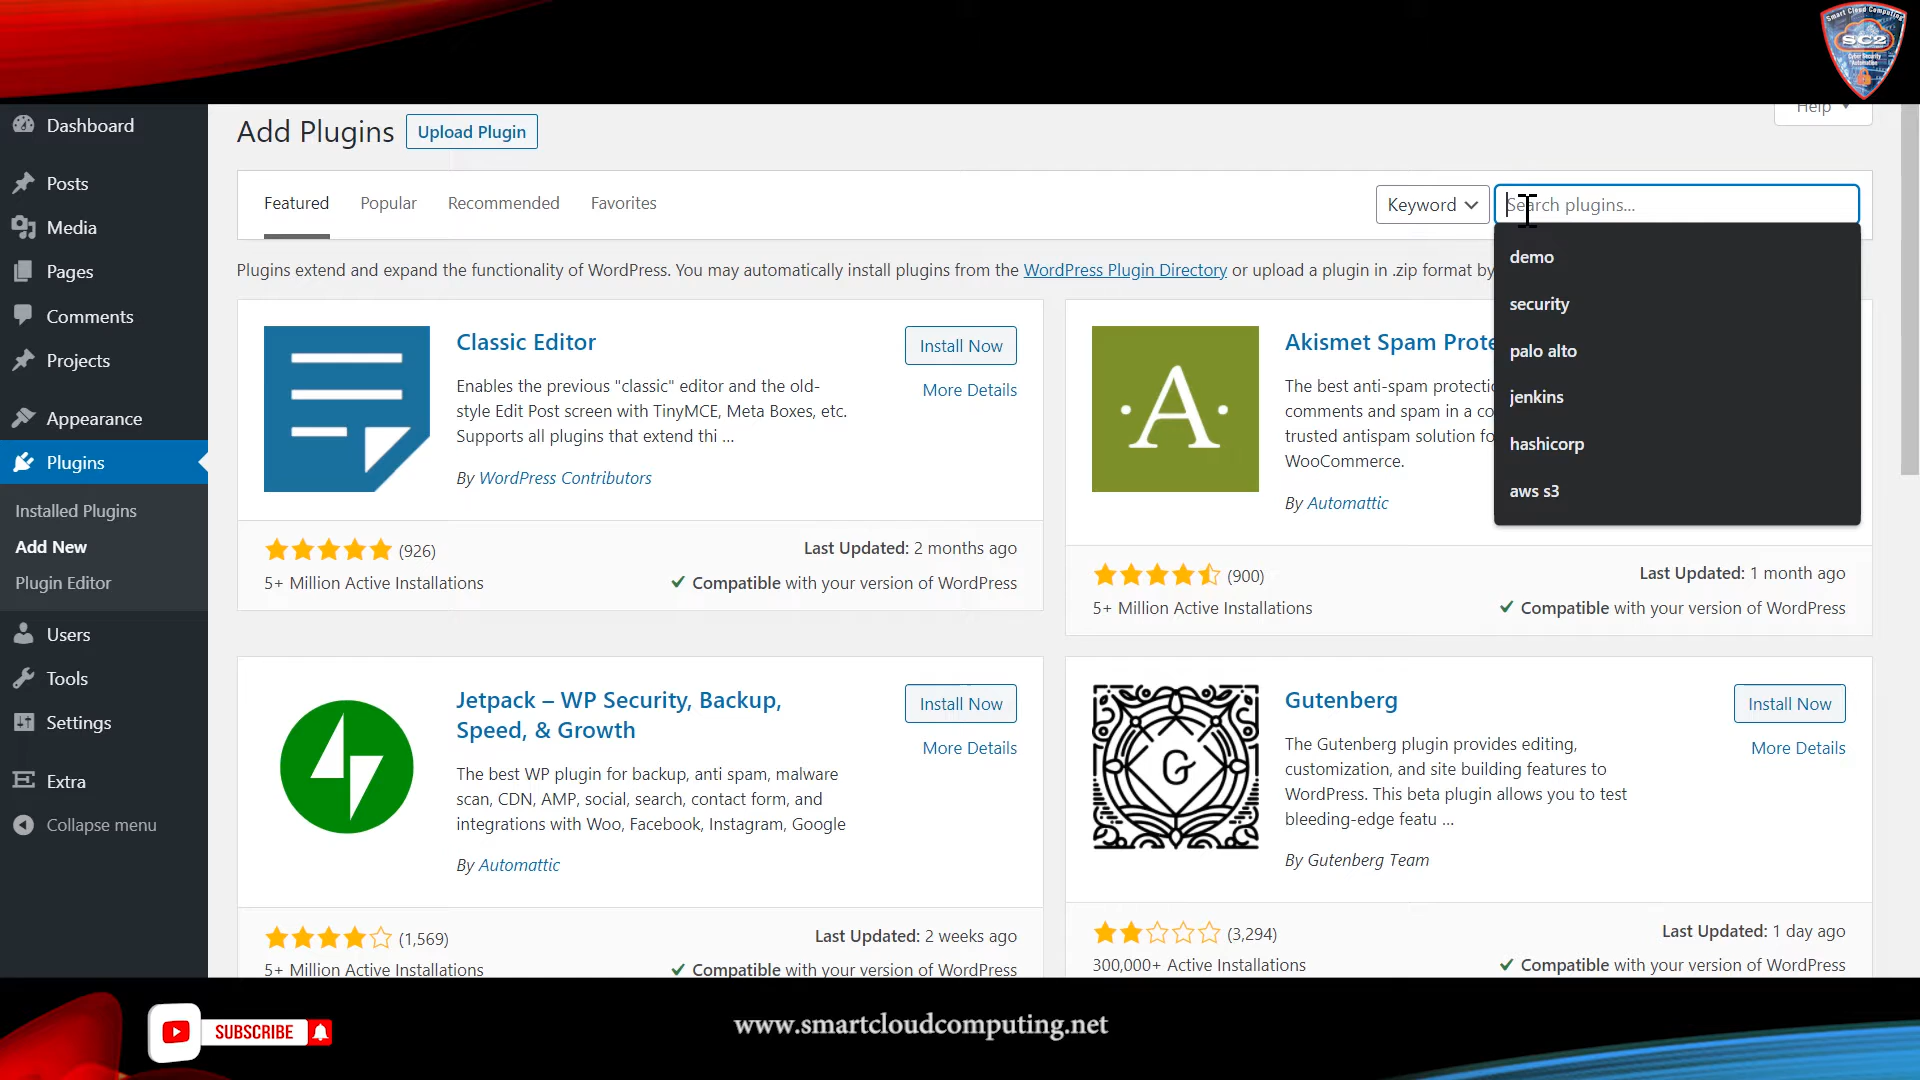 Smart Cloud Computing
SC2
Cyber Security
Automation
Dashboard
Posts
Media
Pages
Comments
Projects
Appearance
Plugins
Installed Plugins
Add New
Plugin Editor
Users
Tools
Settings
Extra
Collapse menu
Add Plugins
Upload Plugin
Help
Featured
Popular
Recommended
Favorites
Keyword
Search plugins...
demo
security
palo alto
jenkins
hashicorp
aws s3
Plugins extend and expand the functionality of WordPress. You may automatically install plugins from the WordPress Plugin Directory or upload a plugin in .zip format by
Classic Editor
Install Now
More Details
Enables the previous "classic" editor and the old-
style Edit Post screen with TinyMCE, Meta Boxes, etc.
Supports all plugins that extend thi ...
By WordPress Contributors
(926)
Last Updated: 2 months ago
5+ Million Active Installations
Compatible with your version of WordPress
Akismet Spam Prote
The best anti-spam protectic
comments and spam in a co
trusted antispam solution fo
WooCommerce.
By Automattic
(900)
Last Updated: 1 month ago
5+ Million Active Installations
Compatible with your version of WordPress
Jetpack – WP Security, Backup,
Speed, & Growth
Install Now
More Details
The best WP plugin for backup, anti spam, malware
scan, CDN, AMP, social, search, contact form, and
integrations with Woo, Facebook, Instagram, Google
By Automattic
(1,569)
Last Updated: 2 weeks ago
5+ Million Active Installations
Compatible with your version of WordPress
Gutenberg
Install Now
More Details
The Gutenberg plugin provides editing,
customization, and site building features to
WordPress. This beta plugin allows you to test
bleeding-edge featu ...
By Gutenberg Team
(3,294)
Last Updated: 1 day ago
300,000+ Active Installations
Compatible with your version of WordPress
SUBSCRIBE
www.smartcloudcomputing.net